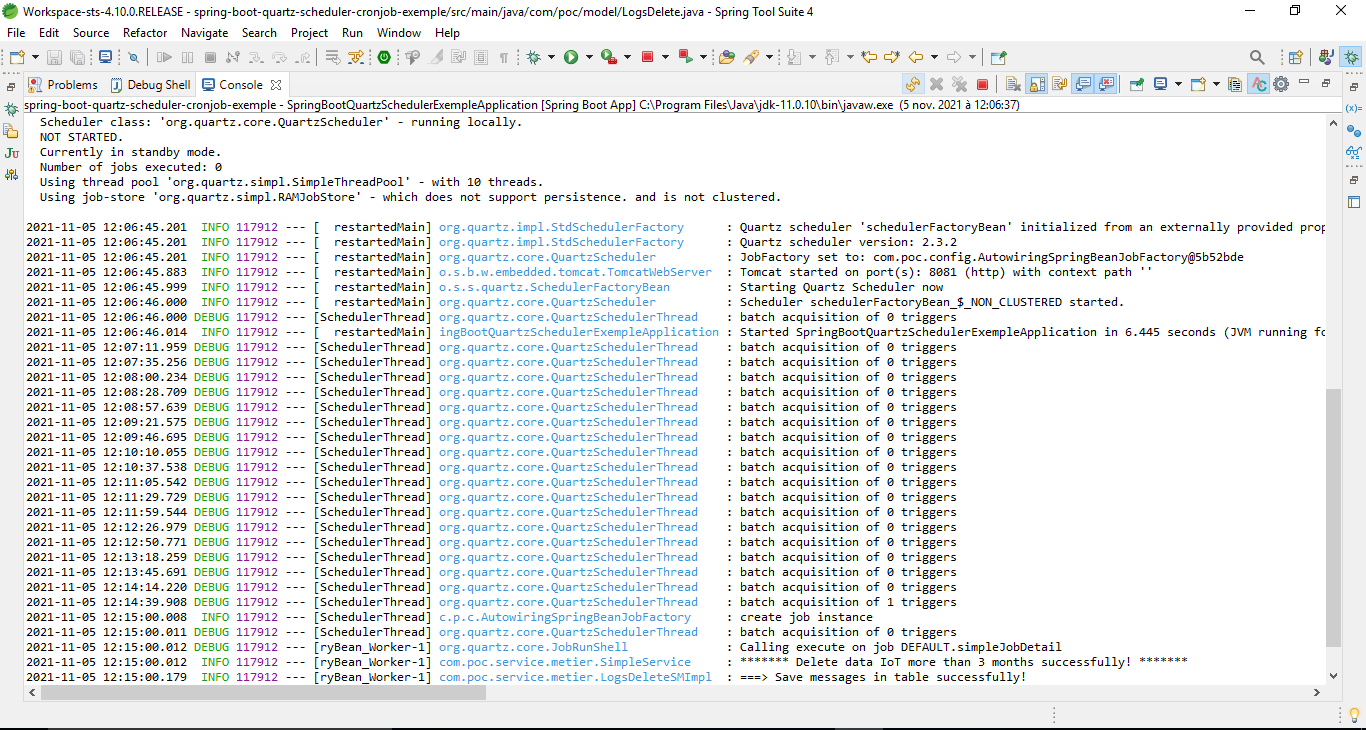 Workspace-sts-4.10.0.RELEASE - spring-boot-quartz-scheduler-cronjob-exemple/src/main/java/com/poc/model/LogsDelete.java - Spring Tool Suite 4
File Edit Source Refactor Navigate Search Project Run Window Help
Problems Debug Shell Console
spring-boot-quartz-scheduler-cronjob-exemple - SpringBootQuartzSchedulerExempleApplication [Spring Boot App] C:\Program Files\Java\jdk-11.0.10\bin\javaw.exe (5 nov. 2021 à 12:06:37)
Scheduler class: 'org.quartz.core.QuartzScheduler' - running locally.
NOT STARTED.
Currently in standby mode.
Number of jobs executed: 0
Using thread pool 'org.quartz.simpl.SimpleThreadPool' - with 10 threads.
Using job-store 'org.quartz.simpl.RAMJobStore' - which does not support persistence. and is not clustered.
2021-11-05 12:06:45.201 INFO 117912 --- [ restartedMain] org.quartz.impl.StdSchedulerFactory : Quartz scheduler 'schedulerFactoryBean' initialized from an externally provided prop
2021-11-05 12:06:45.201 INFO 117912 --- [ restartedMain] org.quartz.impl.StdSchedulerFactory : Quartz scheduler version: 2.3.2
2021-11-05 12:06:45.201 INFO 117912 --- [ restartedMain] org.quartz.core.QuartzScheduler : JobFactory set to: com.poc.config.AutowiringSpringBeanJobFactory@5b52bde
2021-11-05 12:06:45.883 INFO 117912 --- [ restartedMain] o.s.b.w.embedded.tomcat.TomcatWebServer : Tomcat started on port(s): 8081 (http) with context path ''
2021-11-05 12:06:45.999 INFO 117912 --- [ restartedMain] o.s.s.quartz.SchedulerFactoryBean : Starting Quartz Scheduler now
2021-11-05 12:06:46.000 INFO 117912 --- [ restartedMain] org.quartz.core.QuartzScheduler : Scheduler schedulerFactoryBean_$_NON_CLUSTERED started.
2021-11-05 12:06:46.000 DEBUG 117912 --- [SchedulerThread] org.quartz.core.QuartzSchedulerThread : batch acquisition of 0 triggers
2021-11-05 12:06:46.014 INFO 117912 --- [ restartedMain] ingBootQuartzSchedulerExempleApplication : Started SpringBootQuartzSchedulerExempleApplication in 6.445 seconds (JVM running fo
2021-11-05 12:07:11.959 DEBUG 117912 --- [SchedulerThread] org.quartz.core.QuartzSchedulerThread : batch acquisition of 0 triggers
2021-11-05 12:07:35.256 DEBUG 117912 --- [SchedulerThread] org.quartz.core.QuartzSchedulerThread : batch acquisition of 0 triggers
2021-11-05 12:08:00.234 DEBUG 117912 --- [SchedulerThread] org.quartz.core.QuartzSchedulerThread : batch acquisition of 0 triggers
2021-11-05 12:08:28.709 DEBUG 117912 --- [SchedulerThread] org.quartz.core.QuartzSchedulerThread : batch acquisition of 0 triggers
2021-11-05 12:08:57.639 DEBUG 117912 --- [SchedulerThread] org.quartz.core.QuartzSchedulerThread : batch acquisition of 0 triggers
2021-11-05 12:09:21.575 DEBUG 117912 --- [SchedulerThread] org.quartz.core.QuartzSchedulerThread : batch acquisition of 0 triggers
2021-11-05 12:09:46.695 DEBUG 117912 --- [SchedulerThread] org.quartz.core.QuartzSchedulerThread : batch acquisition of 0 triggers
2021-11-05 12:10:10.055 DEBUG 117912 --- [SchedulerThread] org.quartz.core.QuartzSchedulerThread : batch acquisition of 0 triggers
2021-11-05 12:10:37.538 DEBUG 117912 --- [SchedulerThread] org.quartz.core.QuartzSchedulerThread : batch acquisition of 0 triggers
2021-11-05 12:11:05.542 DEBUG 117912 --- [SchedulerThread] org.quartz.core.QuartzSchedulerThread : batch acquisition of 0 triggers
2021-11-05 12:11:29.729 DEBUG 117912 --- [SchedulerThread] org.quartz.core.QuartzSchedulerThread : batch acquisition of 0 triggers
2021-11-05 12:11:59.544 DEBUG 117912 --- [SchedulerThread] org.quartz.core.QuartzSchedulerThread : batch acquisition of 0 triggers
2021-11-05 12:12:26.979 DEBUG 117912 --- [SchedulerThread] org.quartz.core.QuartzSchedulerThread : batch acquisition of 0 triggers
2021-11-05 12:12:50.771 DEBUG 117912 --- [SchedulerThread] org.quartz.core.QuartzSchedulerThread : batch acquisition of 0 triggers
2021-11-05 12:13:18.259 DEBUG 117912 --- [SchedulerThread] org.quartz.core.QuartzSchedulerThread : batch acquisition of 0 triggers
2021-11-05 12:13:45.691 DEBUG 117912 --- [SchedulerThread] org.quartz.core.QuartzSchedulerThread : batch acquisition of 0 triggers
2021-11-05 12:14:14.220 DEBUG 117912 --- [SchedulerThread] org.quartz.core.QuartzSchedulerThread : batch acquisition of 0 triggers
2021-11-05 12:14:39.908 DEBUG 117912 --- [SchedulerThread] org.quartz.core.QuartzSchedulerThread : batch acquisition of 1 triggers
2021-11-05 12:15:00.008 INFO 117912 --- [SchedulerThread] c.p.c.AutowiringSpringBeanJobFactory : create job instance
2021-11-05 12:15:00.011 DEBUG 117912 --- [SchedulerThread] org.quartz.core.QuartzSchedulerThread : batch acquisition of 0 triggers
2021-11-05 12:15:00.012 DEBUG 117912 --- [ryBean_Worker-1] org.quartz.core.JobRunShell : Calling execute on job DEFAULT.simpleJobDetail
2021-11-05 12:15:00.012 INFO 117912 --- [ryBean_Worker-1] com.poc.service.metier.SimpleService : ******* Delete data IoT more than 3 months successfully! *******
2021-11-05 12:15:00.179 INFO 117912 --- [ryBean_Worker-1] com.poc.service.metier.LogsDeleteSMImpl : ===> Save messages in table successfully!